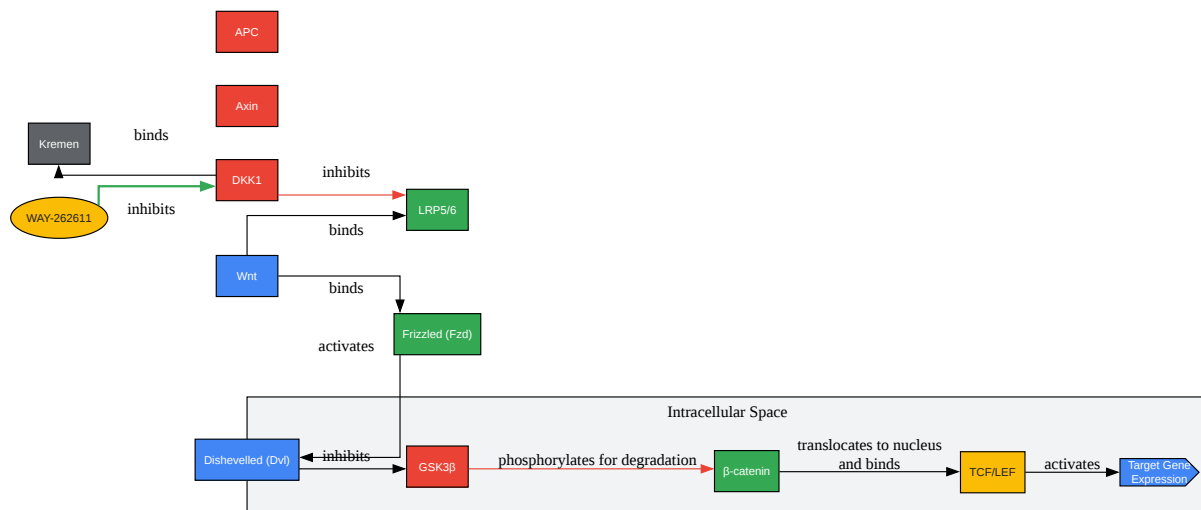 APC
Axin
Kremen
binds
DKK1
inhibits
WAY-262611
inhibits
LRP5/6
binds
Wnt
binds
Frizzled (Fzd)
activates
Intracellular Space
Dishevelled (Dvl)
inhibits
GSK3β
phosphorylates for degradation
β-catenin
translocates to nucleus
and binds
TCF/LEF
activates
Target Gene
Expression